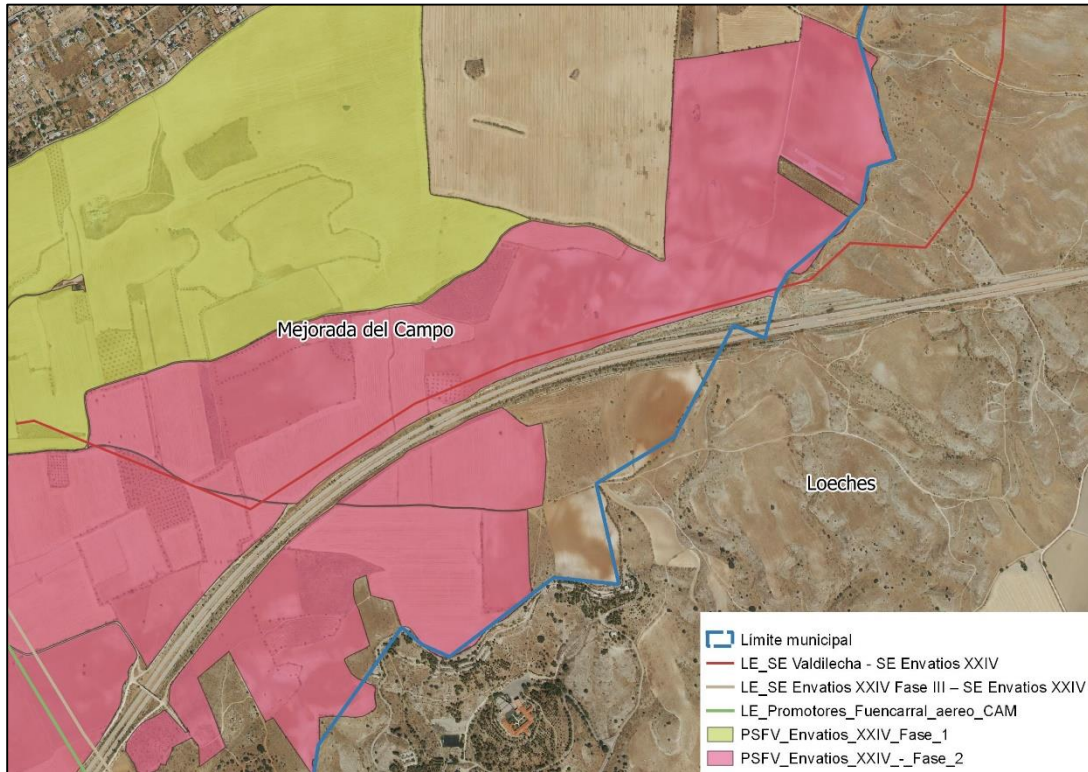 Mejorada del Campo
Loeches
Límite municipal
LE_SE Valdilecha - SE Envatios XXIV
LE_SE Envatios XXIV Fase III – SE Envatios XXIV
LE_Promotores_Fuencarral_aereo_CAM
PSFV_Envatios_XXIV_Fase_1
PSFV_Envatios_XXIV_-_Fase_2